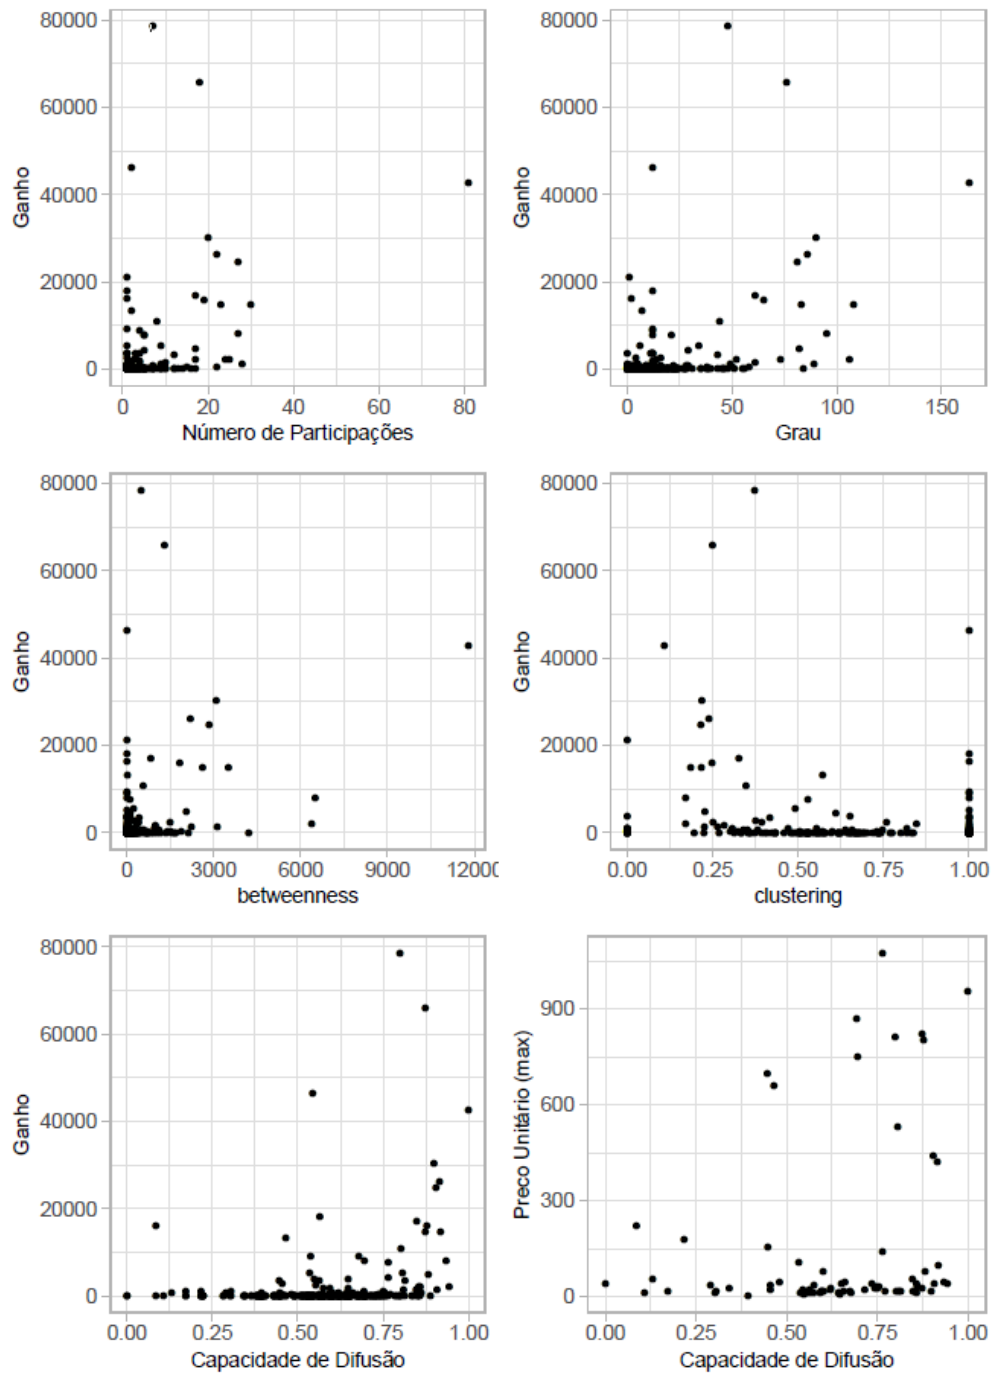 80000
60000
40000
20000
0
Ganho
0 20 40 60 80
Número de Participações
80000
60000
40000
20000
0
Ganho
0 50 100 150
Grau
80000
60000
40000
20000
0
Ganho
0 3000 6000 9000 12000
betweenness
80000
60000
40000
20000
0
Ganho
0.00 0.25 0.50 0.75 1.00
clustering
80000
60000
40000
20000
0
Ganho
0.00 0.25 0.50 0.75 1.00
Capacidade de Difusão
900
600
300
0
Preco Unitário (max)
0.00 0.25 0.50 0.75 1.00
Capacidade de Difusão